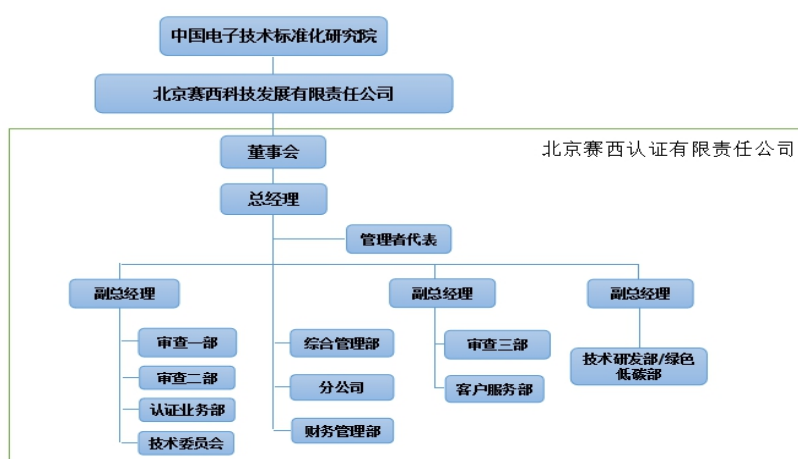 中国电子技术标准化研究院
北京赛西科技发展有限责任公司
北京赛西认证有限责任公司
董事会
总经理
管理者代表
副总经理
副总经理
副总经理
审查一部
审查二部
认证业务部
技术委员会
综合管理部
分公司
财务管理部
审查三部
客户服务部
技术研发部/绿色
低碳部